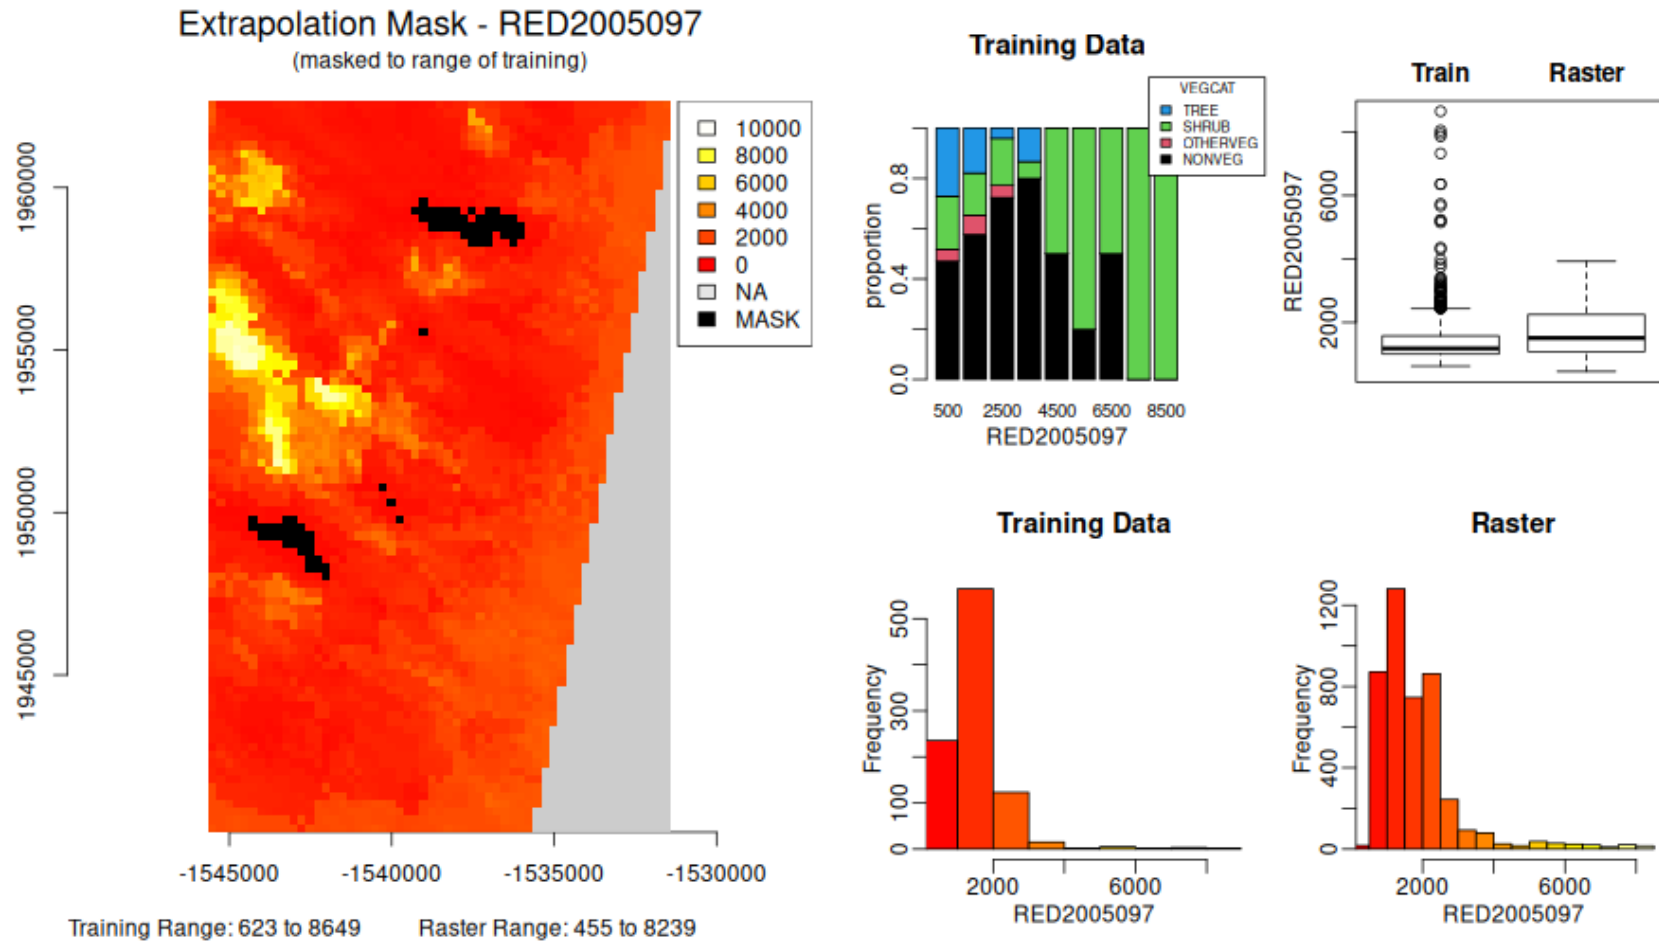 Extrapolation Mask - RED2005097
(masked to range of training)
1960000
1955000
1950000
1945000
-1545000 -1540000 -1535000 -1530000
10000
8000
6000
4000
2000
0
NA
MASK
Training Range: 623 to 8649 Raster Range: 455 to 8239
Training Data
VEGCAT
TREE
SHRUB
OTHERVEG
NONVEG
proportion
0.8
0.4
0.0
500 2500 4500 6500 8500
RED2005097
Train Raster
RED2005097
6000
2000
Training Data
Frequency
500
300
100
0
2000 6000
RED2005097
Raster
Frequency
1200
800
400
0
2000 6000
RED2005097